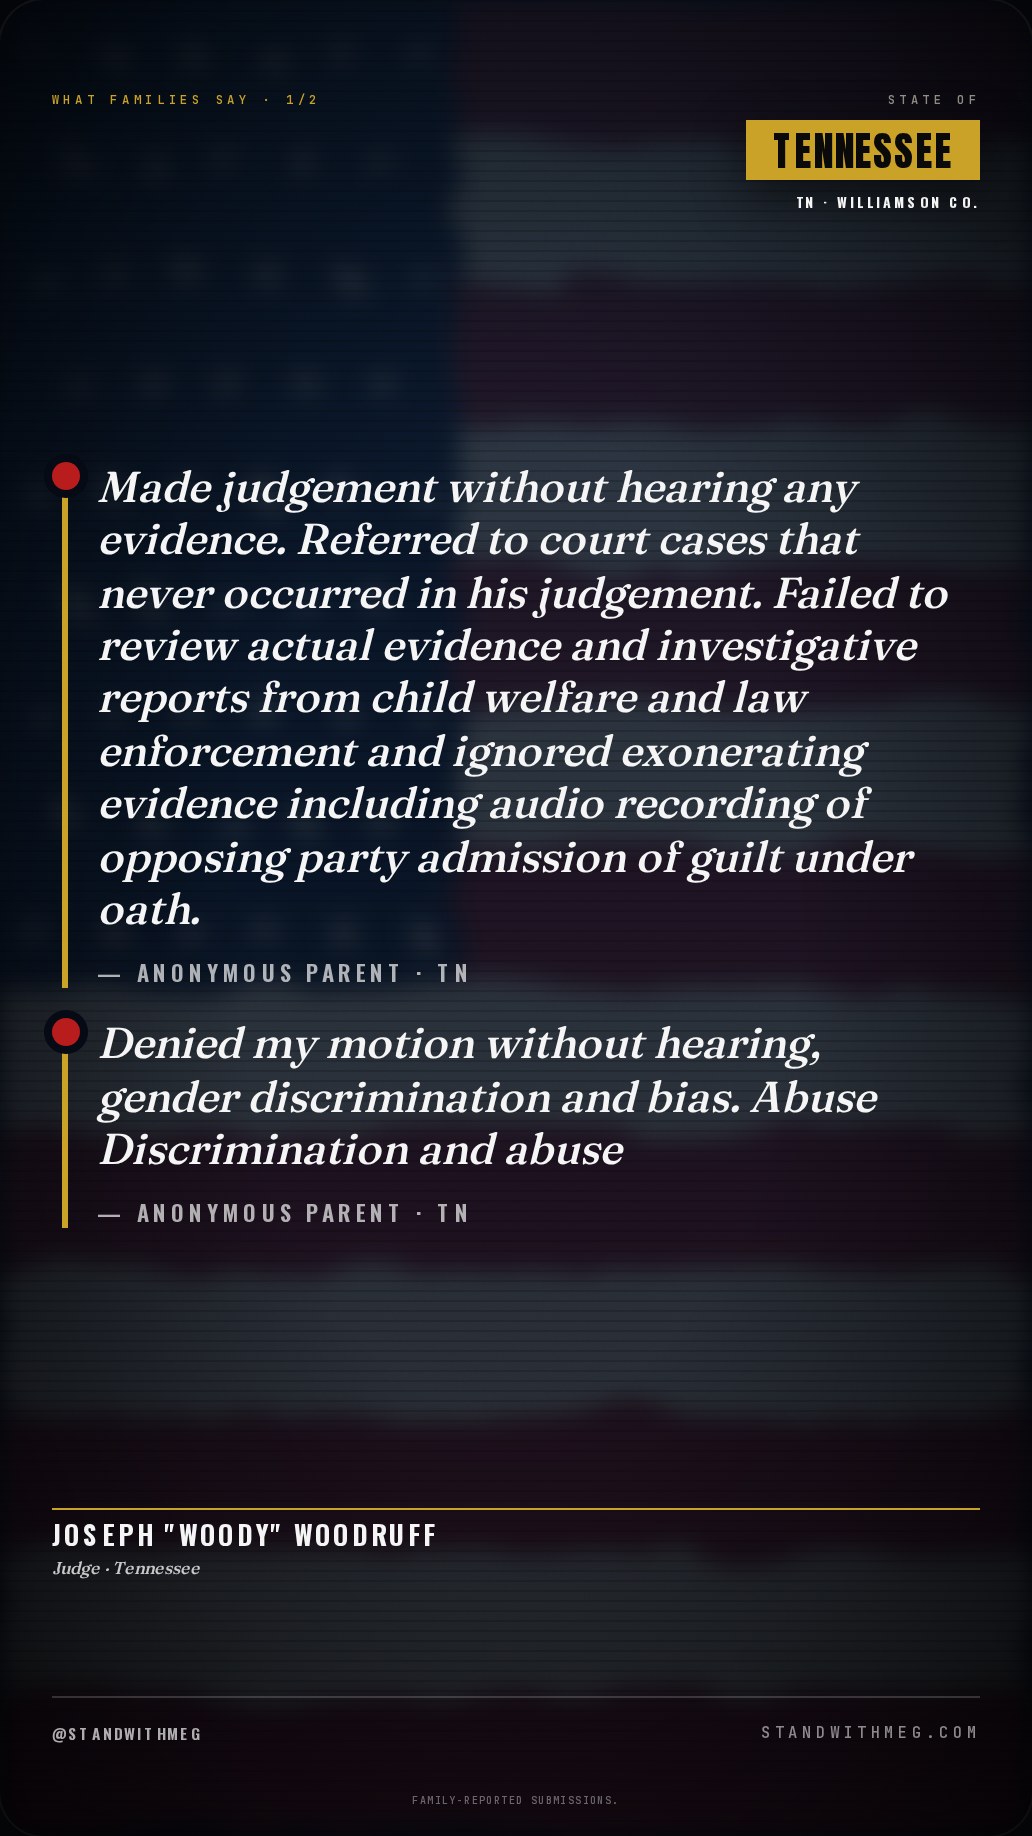 WHAT FAMILIES SAY · 1/2
STATE OF
TENNESSEE
TN · WILLIAMSON CO.
Made judgement without hearing any
evidence. Referred to court cases that
never occurred in his judgement. Failed to
review actual evidence and investigative
reports from child welfare and law
enforcement and ignored exonerating
evidence including audio recording of
opposing party admission of guilt under
oath.
— ANONYMOUS PARENT · TN
Denied my motion without hearing,
gender discrimination and bias. Abuse
Discrimination and abuse
— ANONYMOUS PARENT · TN
JOSEPH "WOODY" WOODRUFF
Judge · Tennessee
@STANDWITHMEG
STANDWITHMEG.COM
FAMILY-REPORTED SUBMISSIONS.